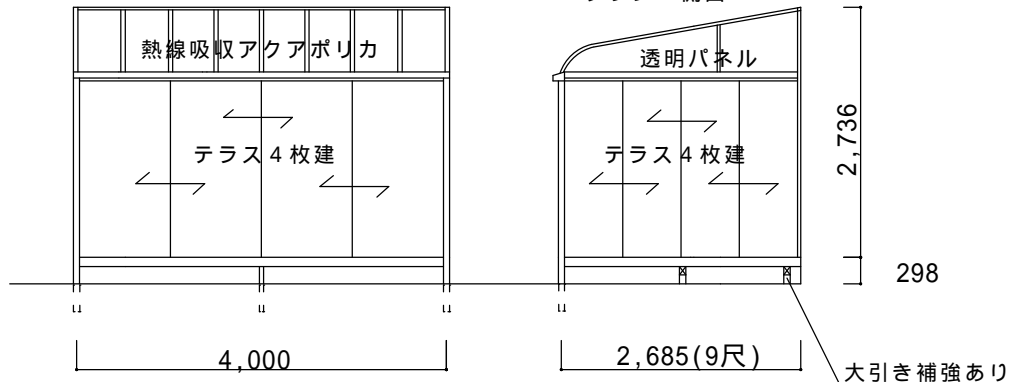 熱線吸収アクアポリカ
透明パネル
テラス４枚建
テラス４枚建
2,736
298
4,000
2,685(9尺)
大引き補強あり